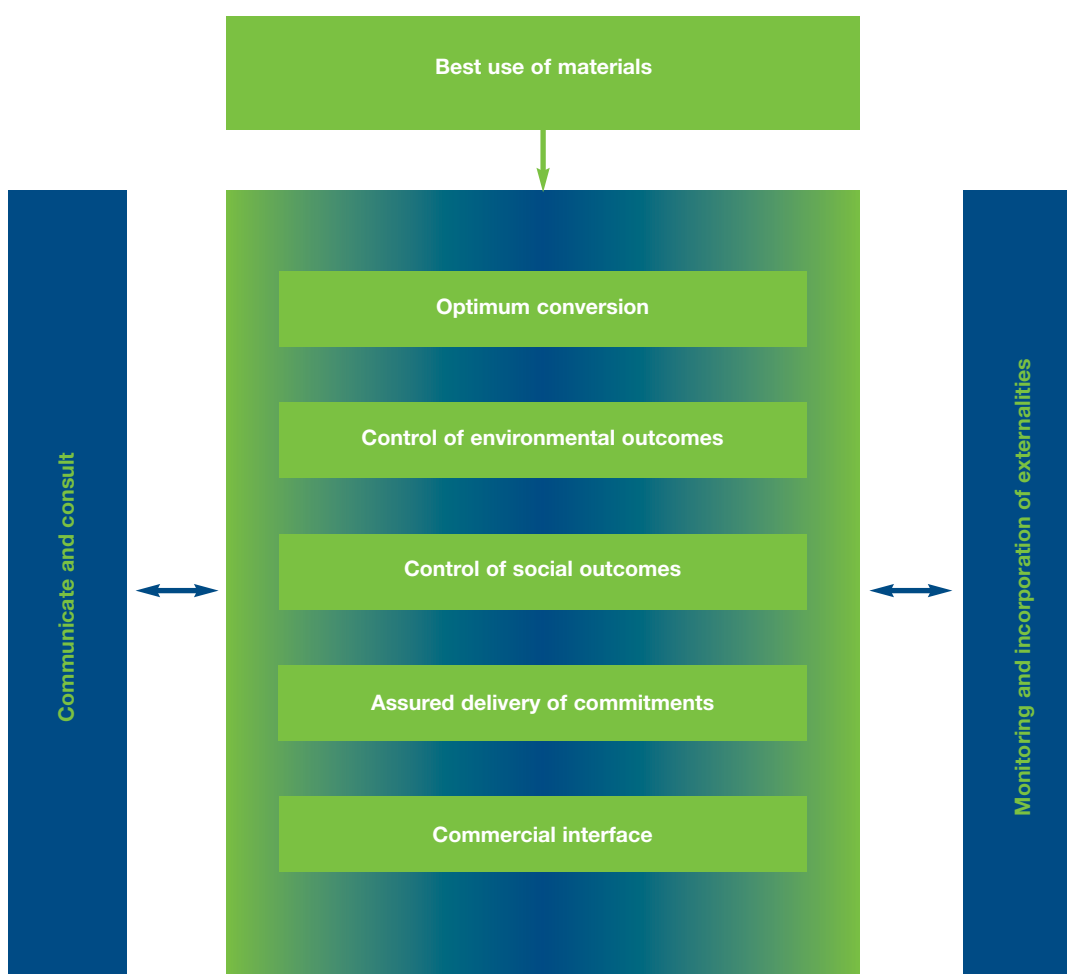 Best use of materials
Communicate and consult
Optimum conversion
Control of environmental outcomes
Control of social outcomes
Assured delivery of commitments
Commercial interface
Monitoring and incorporation of externalities